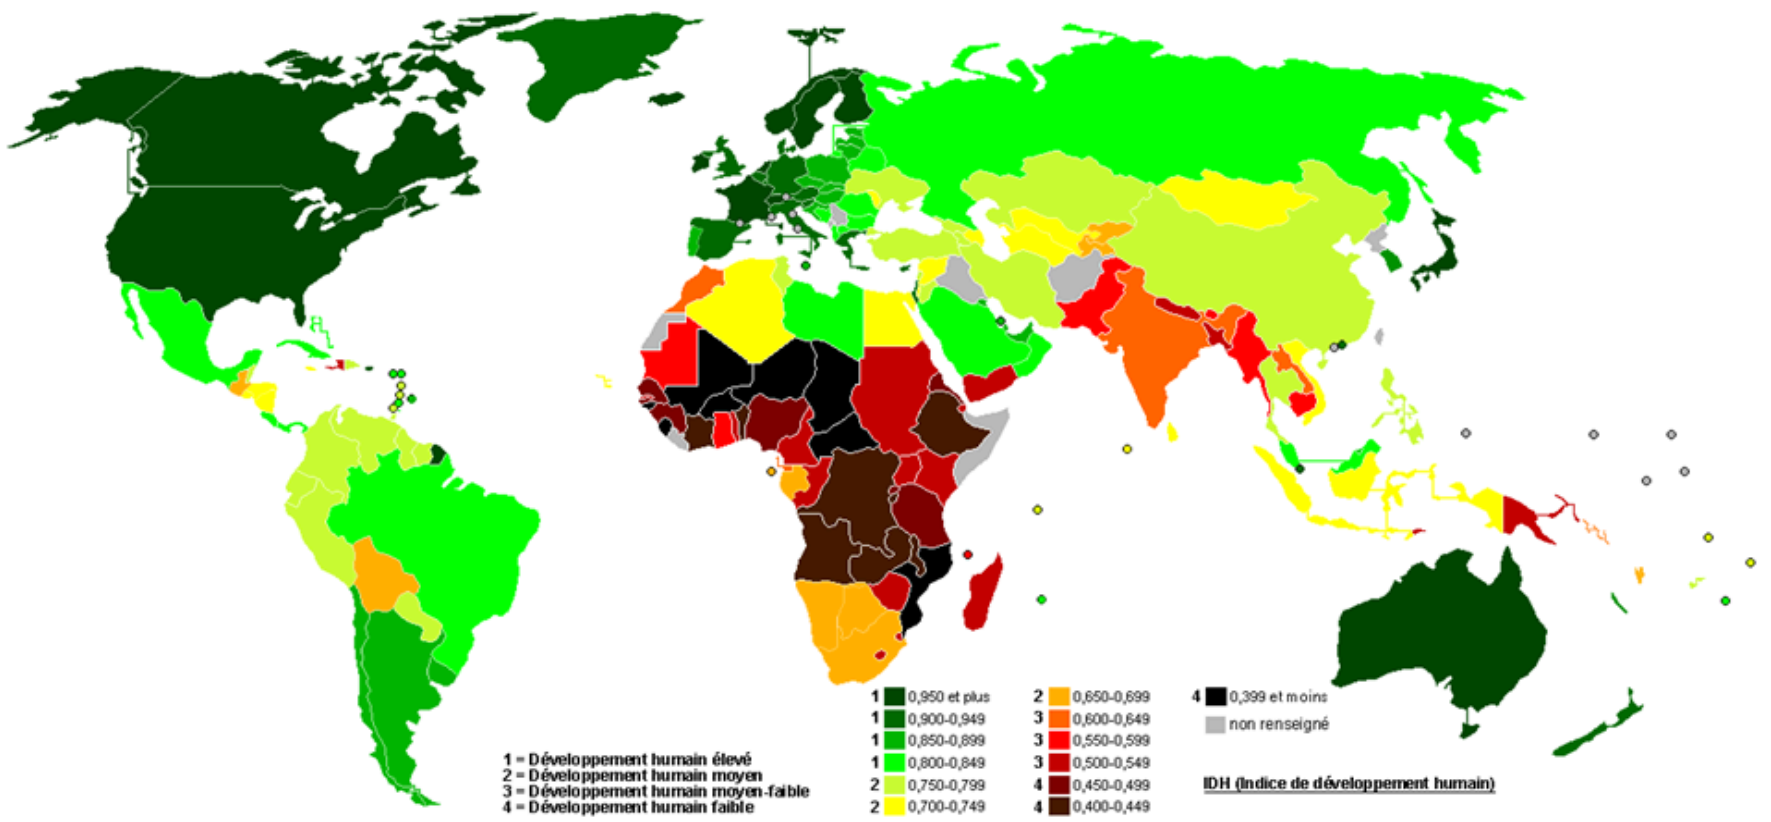 1 0,950 et plus
1 0,900-0,949
1 0,850-0,899
1 0,800-0,849
2 0,750-0,799
2 0,700-0,749
2 0,650-0,699
3 0,600-0,649
3 0,550-0,599
3 0,500-0,549
4 0,450-0,499
4 0,400-0,449
4 0,399 et moins
non renseigné
1 = Développement humain élevé
2 = Développement humain moyen
3 = Développement humain moyen-faible
4 = Développement humain faible
IDH (Indice de développement humain)